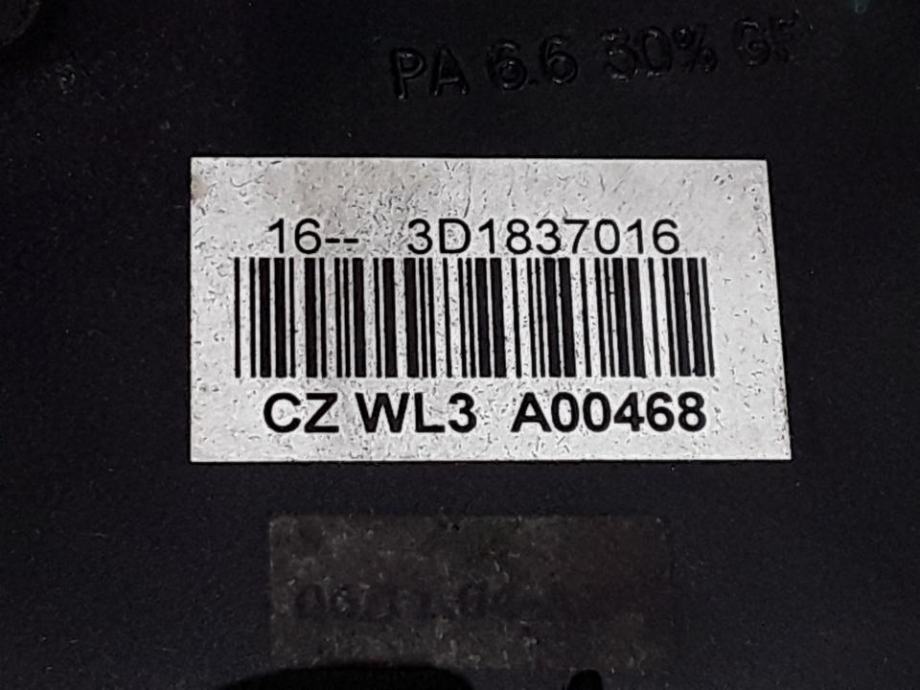 PA 6.6 30% GF
16-- 3D1837016
CZ WL3 A00468